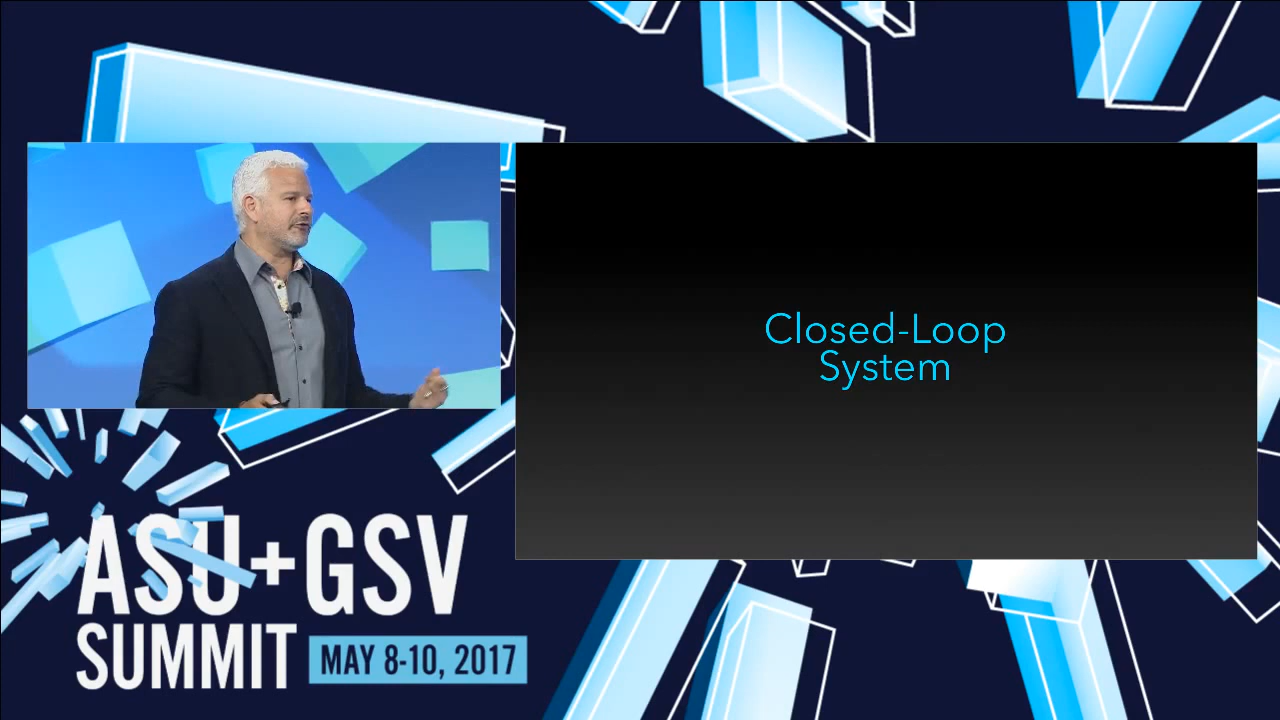 Closed-Loop
System
ASU+GSV
SUMMIT
MAY 8-10, 2017